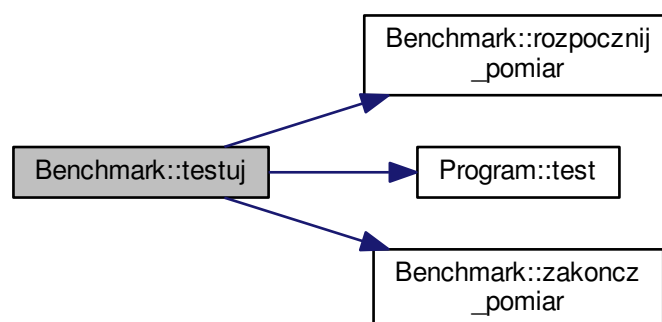 Benchmark::rozpocznij
_pomiar
Benchmark::testuj
Program::test
Benchmark::zakoncz
_pomiar